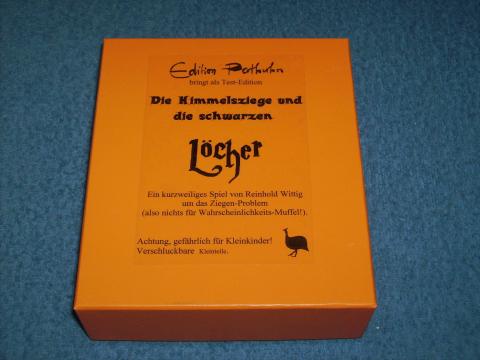 Edition Perlhuhn
bringt als Test-Edition
Die Himmelsziege und
die schwarzen
Löcher
Ein kurzweiliges Spiel von Reinhold Wittig
um das Ziegen-Problem
(also nichts für Wahrscheinlichkeits-Muffel!).
Achtung, gefährlich für Kleinkinder!
Verschluckbare Kleinteile.